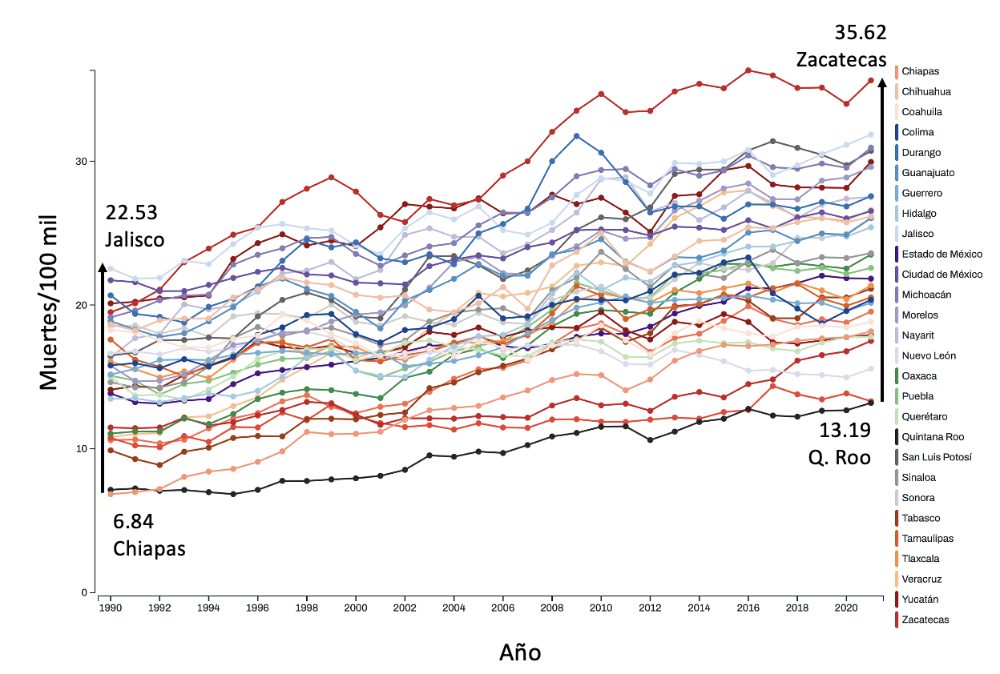 35.62
Zacatecas
22.53
Jalisco
Muertes/100 mil
30
20
10
0
6.84
Chiapas
13.19
Q. Roo
1990
1992
1994
1996
1998
2000
2002
2004
2006
2008
2010
2012
2014
2016
2018
2020
Año
Chiapas
Chihuahua
Coahuila
Colima
Durango
Guanajuato
Guerrero
Hidalgo
Jalisco
Estado de México
Ciudad de México
Michoacán
Morelos
Nayarit
Nuevo León
Oaxaca
Puebla
Querétaro
Quintana Roo
San Luis Potosí
Sinaloa
Sonora
Tabasco
Tamaulipas
Tlaxcala
Veracruz
Yucatán
Zacatecas